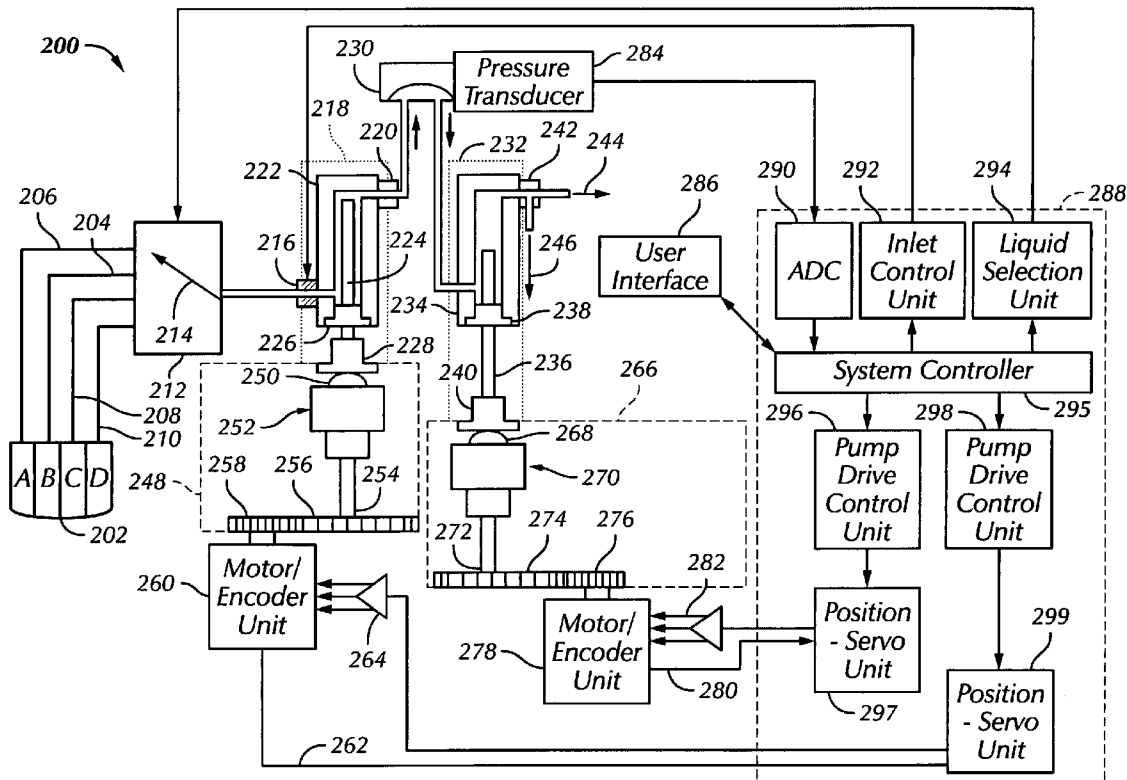 200
230
Pressure
Transducer
284
218
220
232
242
222
244
290
292
294
288
206
204
286
216
224
246
User
Interface
ADC
Inlet
Control
Unit
Liquid
Selection
Unit
214
234
238
226
228
212
236
266
System Controller
250
240
208
295
296
298
210
252
268
Pump
Drive
Control
Unit
Pump
Drive
Control
Unit
A B C D
258
256
254
270
248
202
272
274
276
260
Motor/
Encoder
Unit
282
264
278
Motor/
Encoder
Unit
Position
- Servo
Unit
299
280
297
Position
- Servo
Unit
262